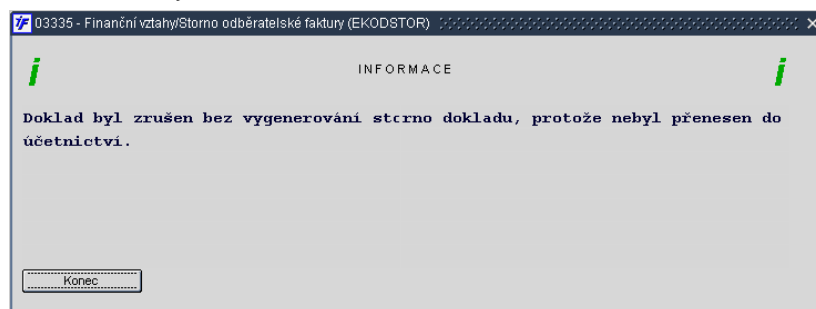 03335 - Finanční vztahy/Storno odběratelské faktury (EKODSTOR)
INFORMACE
Doklad byl zrušen bez vygenerování storno dokladu, protože nebyl přenesen do
účetnictví.
Konec